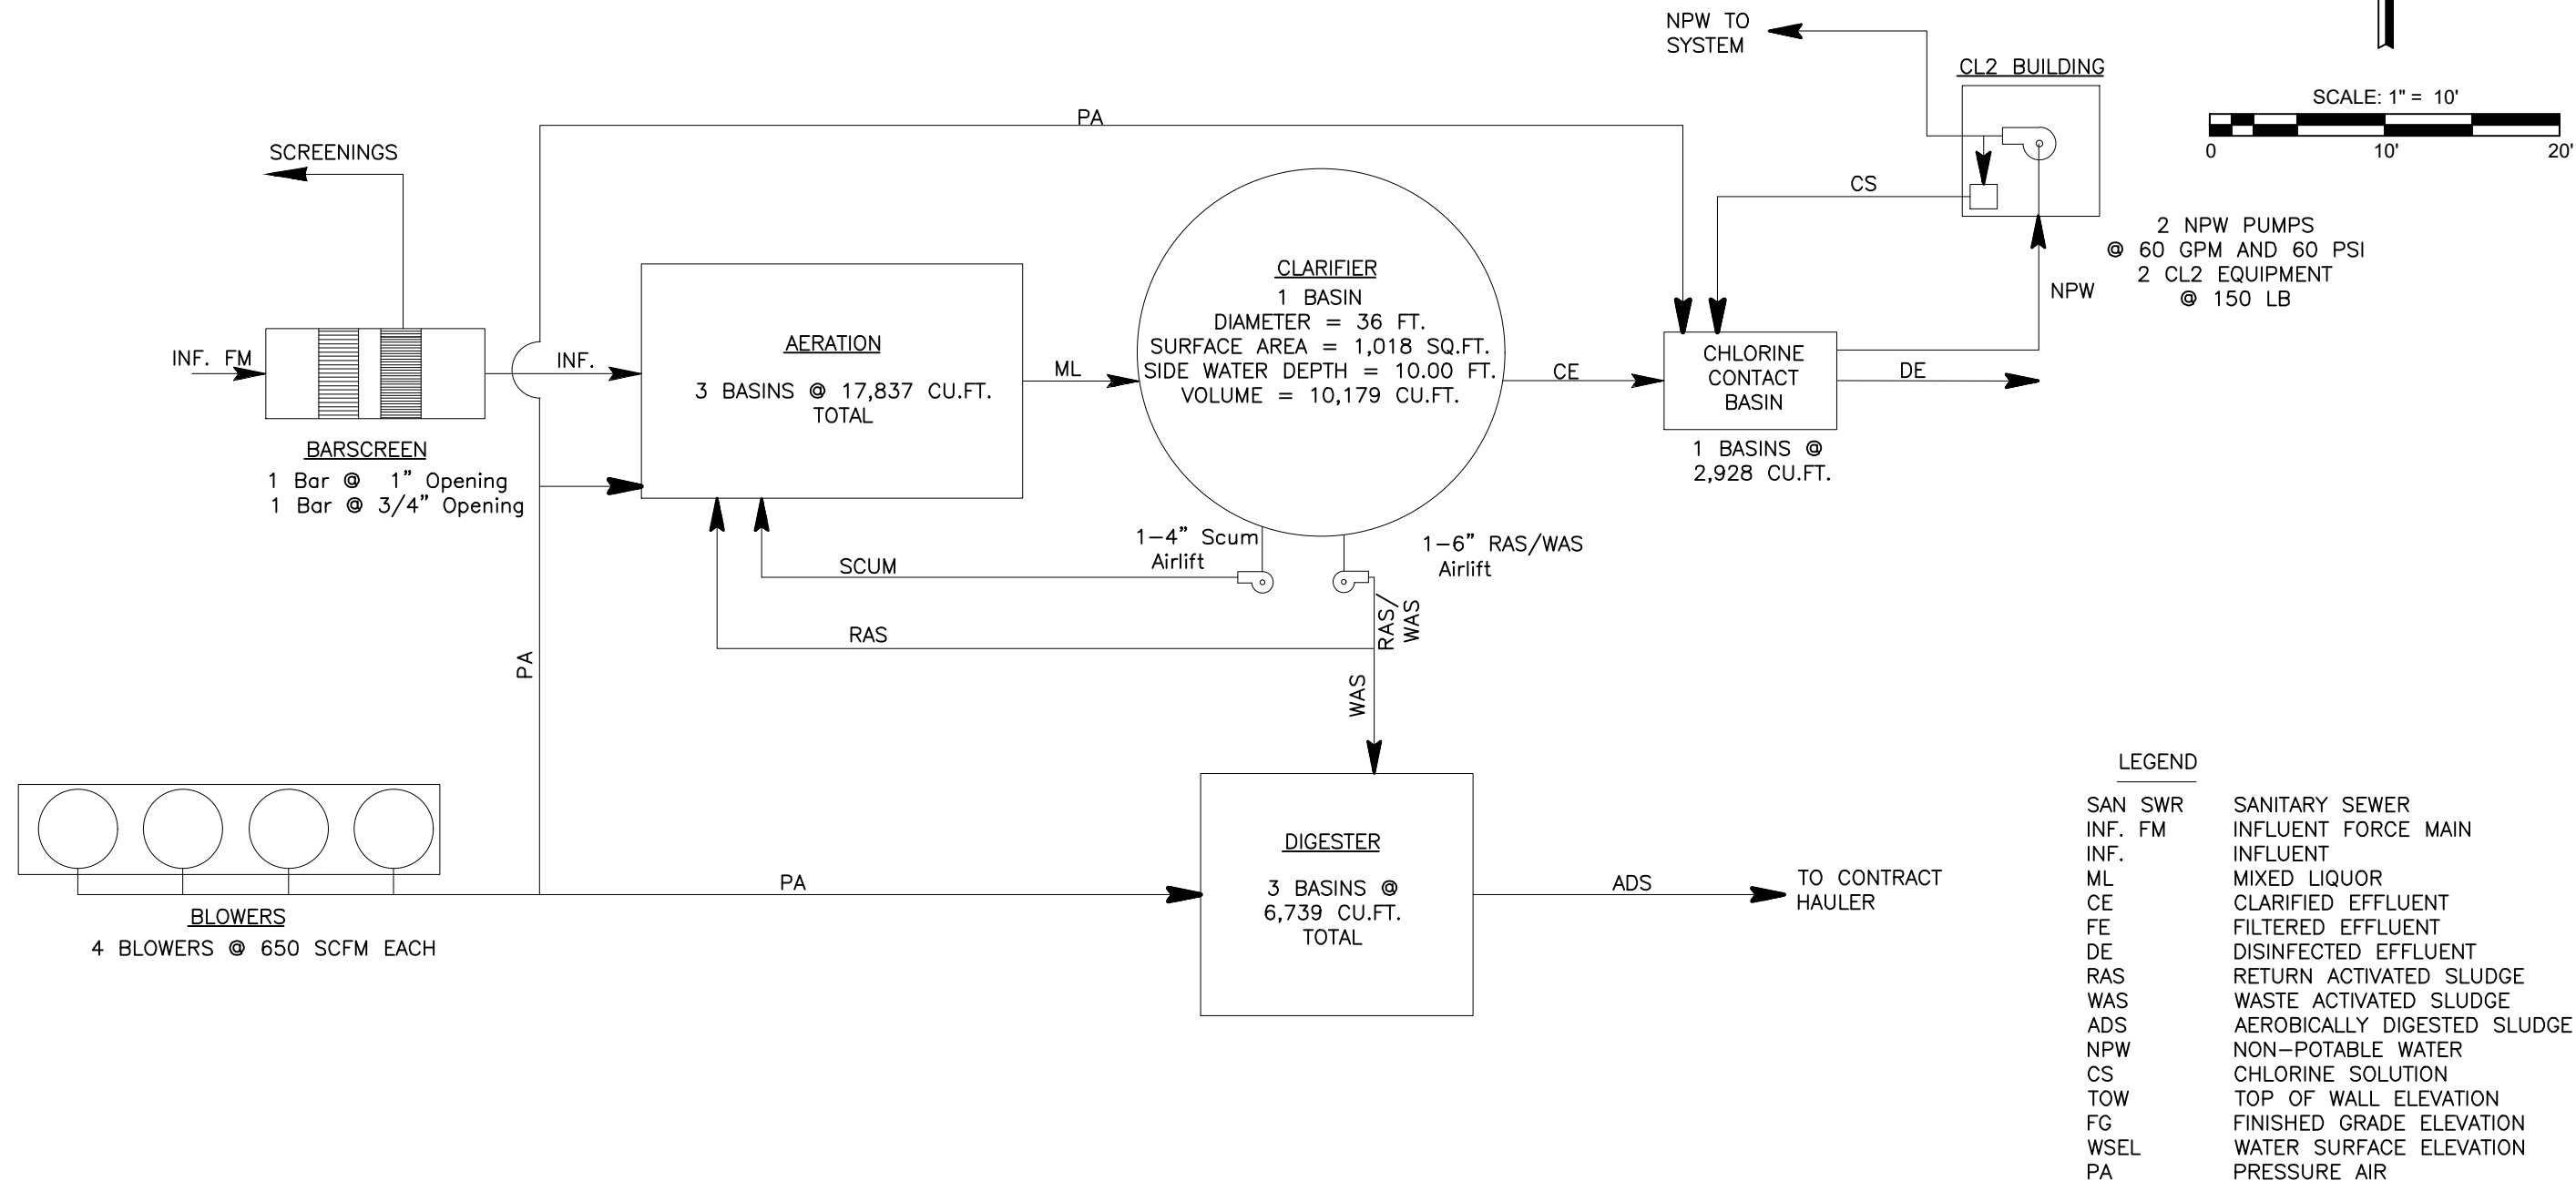 NPW TO
SYSTEM
CL2 BUILDING
SCALE: 1" = 10'
0 10' 20'
PA
SCREENINGS
CS
2 NPW PUMPS
@ 60 GPM AND 60 PSI
2 CL2 EQUIPMENT
@ 150 LB
NPW
INF. FM
INF.
BARSCREEN
1 Bar @ 1" Opening
1 Bar @ 3/4" Opening
AERATION
3 BASINS @ 17,837 CU.FT.
TOTAL
ML
CLARIFIER
1 BASIN
DIAMETER = 36 FT.
SURFACE AREA = 1,018 SQ.FT.
SIDE WATER DEPTH = 10.00 FT.
VOLUME = 10,179 CU.FT.
CE
CHLORINE
CONTACT
BASIN
1 BASINS @
2,928 CU.FT.
DE
1-4" Scum
Airlift
1-6" RAS/WAS
Airlift
SCUM
RAS
RAS/
WAS
WAS
PA
BLOWERS
4 BLOWERS @ 650 SCFM EACH
PA
DIGESTER
3 BASINS @
6,739 CU.FT.
TOTAL
ADS
TO CONTRACT
HAULER
LEGEND
SAN SWR SANITARY SEWER
INF. FM INFLUENT FORCE MAIN
INF. INFLUENT
ML MIXED LIQUOR
CE CLARIFIED EFFLUENT
FE FILTERED EFFLUENT
DE DISINFECTED EFFLUENT
RAS RETURN ACTIVATED SLUDGE
WAS WASTE ACTIVATED SLUDGE
ADS AEROBICALLY DIGESTED SLUDGE
NPW NON-POTABLE WATER
CS CHLORINE SOLUTION
TOW TOP OF WALL ELEVATION
FG FINISHED GRADE ELEVATION
WSEL WATER SURFACE ELEVATION
PA PRESSURE AIR